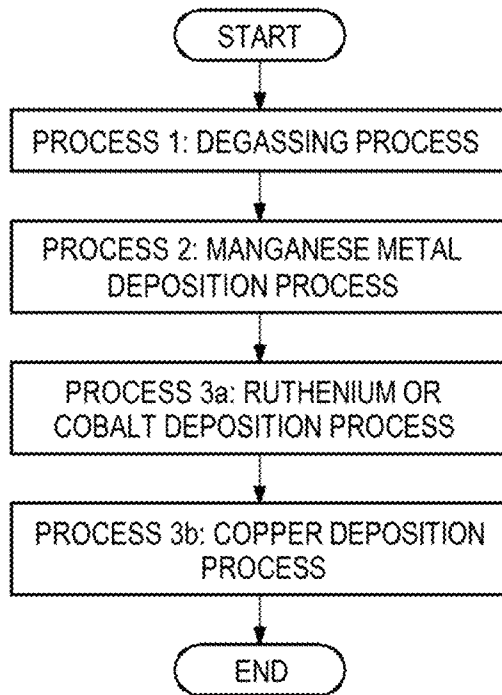 START
PROCESS 1: DEGASSING PROCESS
PROCESS 2: MANGANESE METAL
DEPOSITION PROCESS
PROCESS 3a: RUTHENIUM OR
COBALT DEPOSITION PROCESS
PROCESS 3b: COPPER DEPOSITION
PROCESS
END